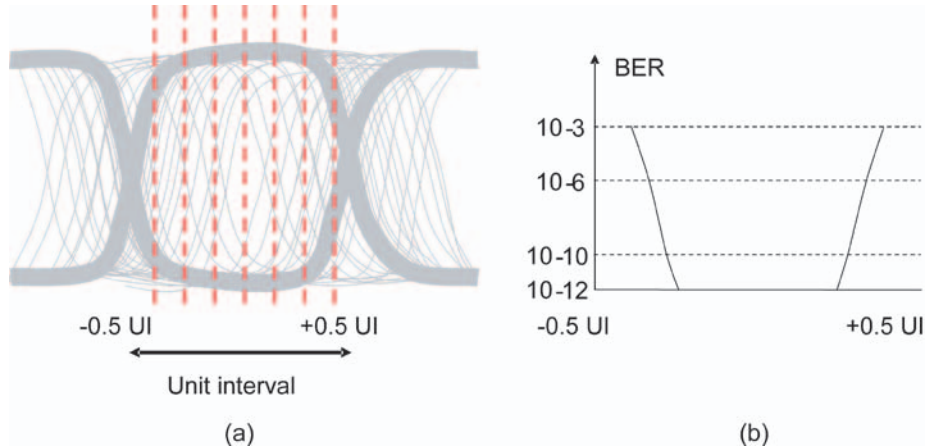 -0.5 UI
+0.5 UI
Unit interval
(a)
BER
10-3
10-6
10-10
10-12
-0.5 UI
+0.5 UI
(b)